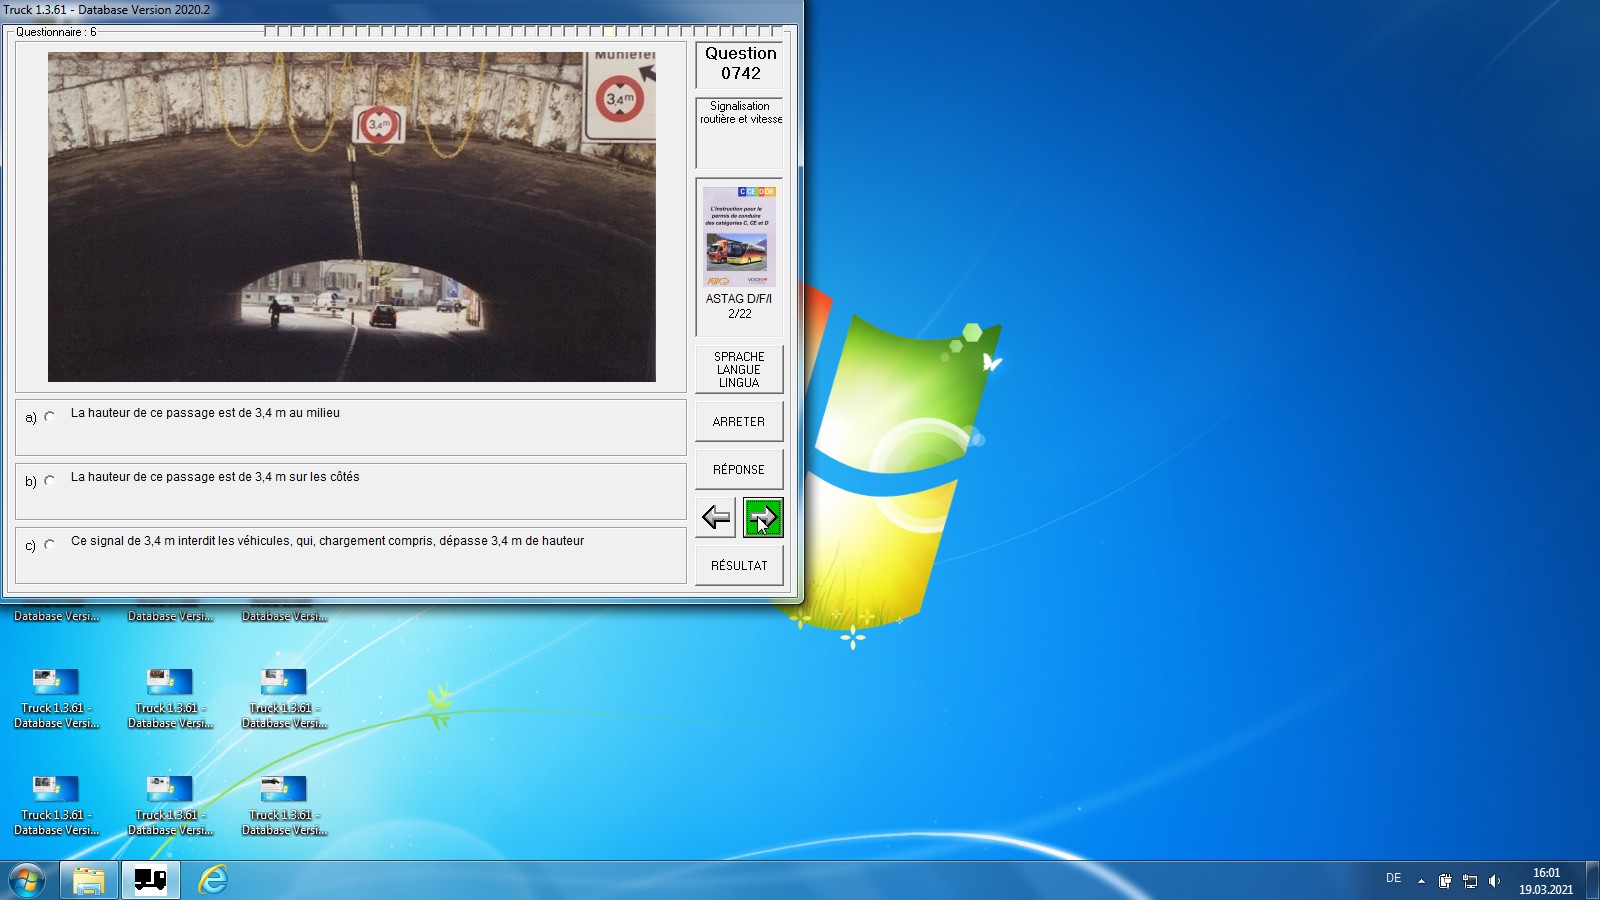 Truck 1.3.61 - Database Version 2020.2
Questionnaire : 6
3,4m
3,4m
Question
0742
Signalisation
routière et vitesse
C CE D DE
L'instruction pour le
permis de conduire
des catégories C, CE et D
ASTAG D/F/I
2/22
SPRACHE
LANGUE
LINGUA
ARRETER
RÉPONSE
RÉSULTAT
a) La hauteur de ce passage est de 3,4 m au milieu
b) La hauteur de ce passage est de 3,4 m sur les côtés
c) Ce signal de 3,4 m interdit les véhicules, qui, chargement compris, dépasse 3,4 m de hauteur
Database Versi...
Database Versi...
Database Versi...
Truck 1.3.61 -
Database Versi...
Truck 1.3.61 -
Database Versi...
Truck 1.3.61 -
Database Versi...
Truck 1.3.61 -
Database Versi...
Truck 1.3.61 -
Database Versi...
Truck 1.3.61 -
Database Versi...
DE
16:01
19.03.2021